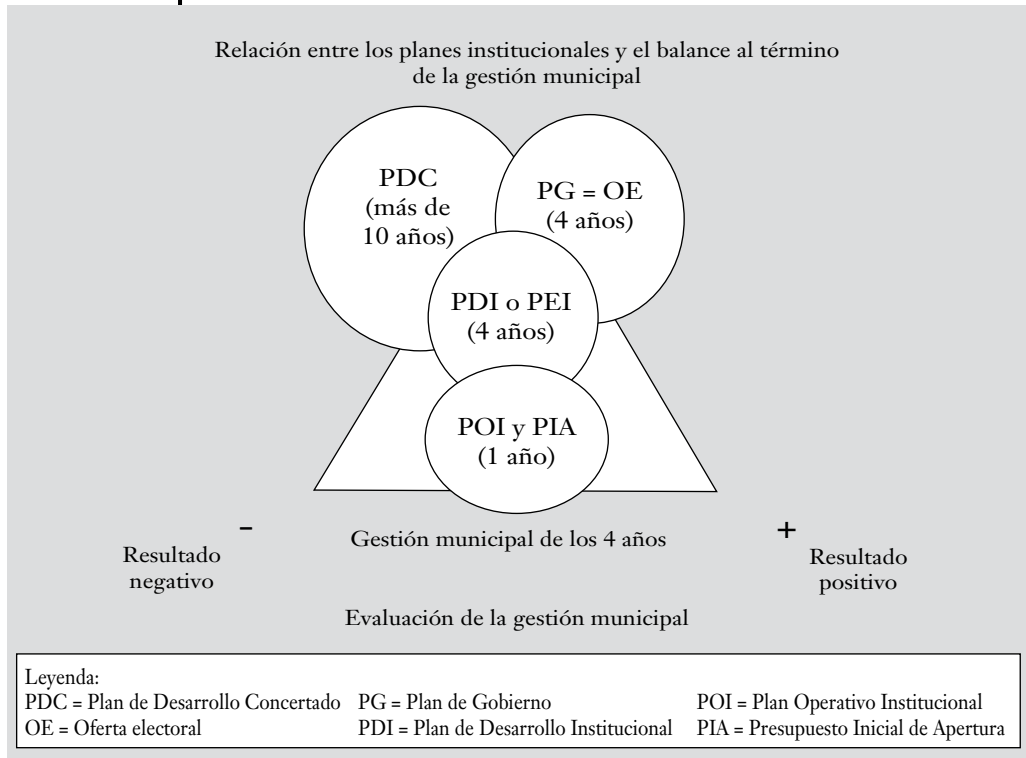 Relación entre los planes institucionales y el balance al término
de la gestión municipal
PDC
(más de
10 años)
PG = OE
(4 años)
PDI o PEI
(4 años)
POI y PIA
(1 año)
-
Resultado
negativo
Gestión municipal de los 4 años
+
Resultado
positivo
Evaluación de la gestión municipal
Leyenda:
PDC = Plan de Desarrollo Concertado PG = Plan de Gobierno POI = Plan Operativo Institucional
OE = Oferta electoral PDI = Plan de Desarrollo Institucional PIA = Presupuesto Inicial de Apertura